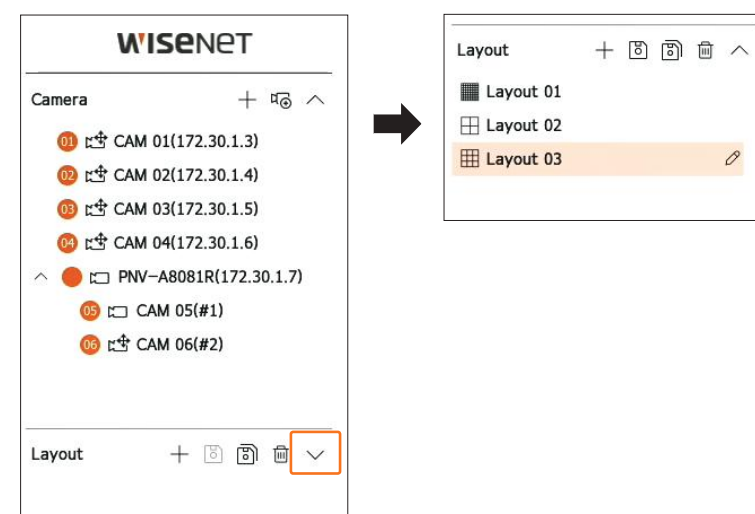 WISENET
Camera
01 CAM 01(172.30.1.3)
02 CAM 02(172.30.1.4)
03 CAM 03(172.30.1.5)
04 CAM 04(172.30.1.6)
PNV-A8081R(172.30.1.7)
05 CAM 05(#1)
06 CAM 06(#2)
Layout
Layout
Layout 01
Layout 02
Layout 03